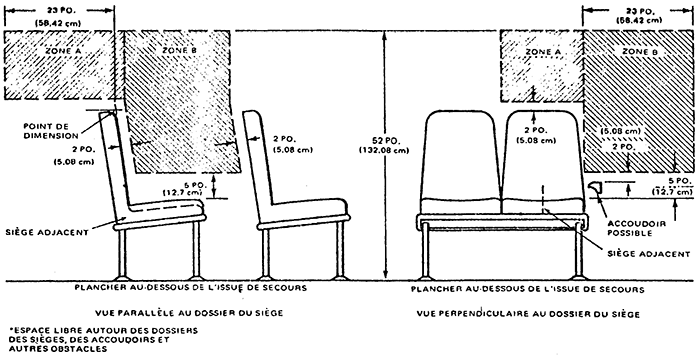 23 PO.
(58,42 cm)
ZONE A
ZONE B
POINT DE
DIMENSION
2 PO.
(5,08 cm)
2 PO.
(5,08 cm)
5 PO.
(12.7 cm)
SIÈGE ADJACENT
52 PO.
(132,08 cm)
PLANCHER AU-DESSOUS DE L'ISSUE DE SECOURS
VUE PARALLÈLE AU DOSSIER DU SIÈGE
*ESPACE LIBRE AUTOUR DES DOSSIERS
DES SIÈGES, DES ACCOUDOIRS ET
AUTRES OBSTACLES
23 PO.
(58,42 cm)
ZONE A
ZONE B
2 PO.
(5,08 cm)
(5,08 cm)
2 PO.
5 PO.
(12.7 cm)
ACCOUDOIR
POSSIBLE
SIÈGE ADJACENT
PLANCHER AU-DESSOUS DE L'ISSUE DE SECOURS
VUE PERPENDICULAIRE AU DOSSIER DU SIÈGE